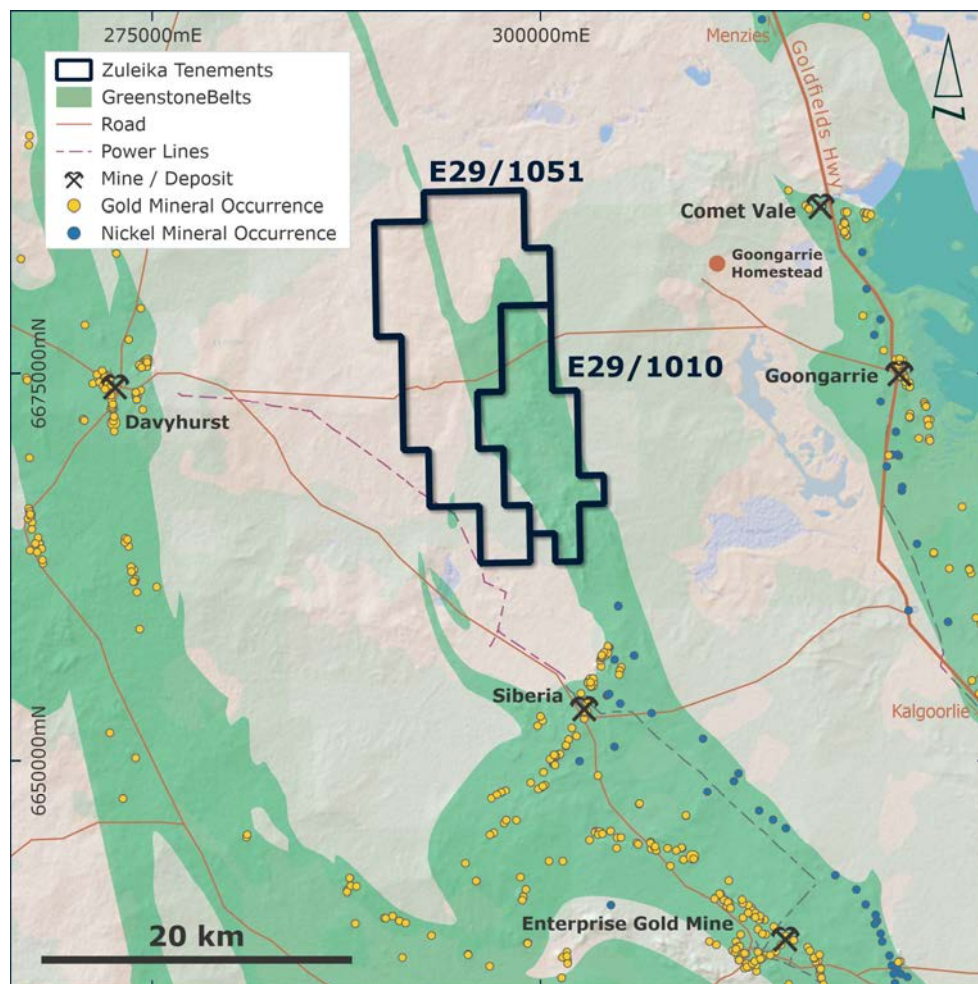 275000mE
300000mE
Menzies
Goldfields Hwy
N
Zuleika Tenements
GreenstoneBelts
Road
Power Lines
Mine / Deposit
Gold Mineral Occurrence
Nickel Mineral Occurrence
E29/1051
Comet Vale
Goongarrie
Homestead
6675000mN
E29/1010
Goongarrie
Davyhurst
Siberia
Kalgoorlie
6650000mN
Enterprise Gold Mine
20 km